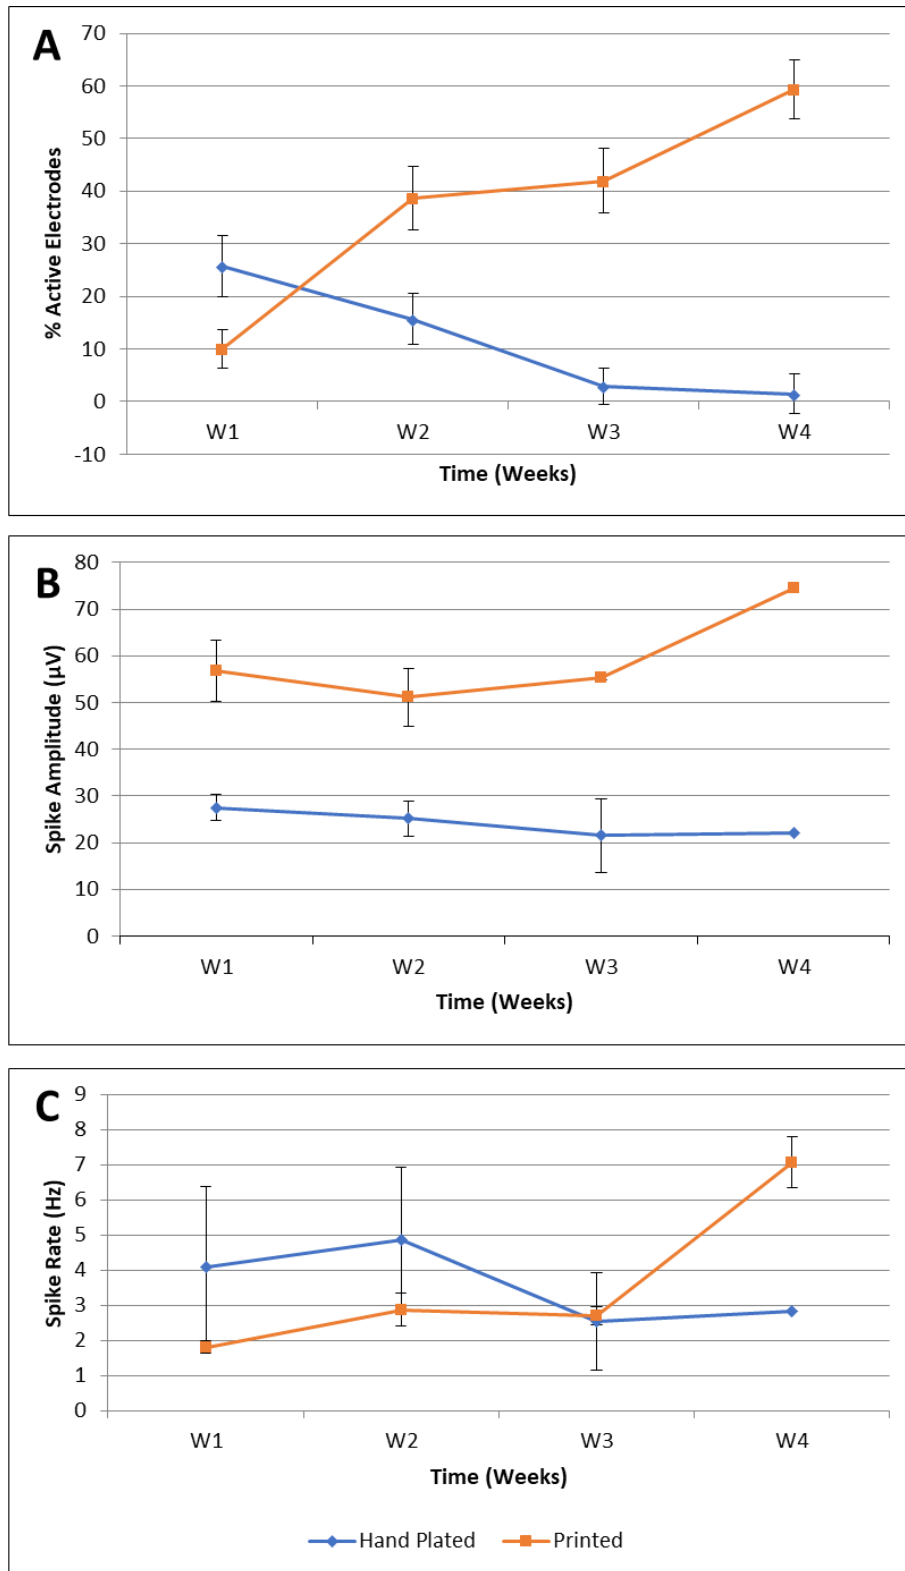 A
70
60
50
40
30
20
10
0
-10
% Active Electrodes
W1 W2 W3 W4
Time (Weeks)
B
80
70
60
50
40
30
20
10
0
Spike Amplitude (µV)
W1 W2 W3 W4
Time (Weeks)
C
9
8
7
6
5
4
3
2
1
0
Spike Rate (Hz)
W1 W2 W3 W4
Time (Weeks)
Hand Plated Printed